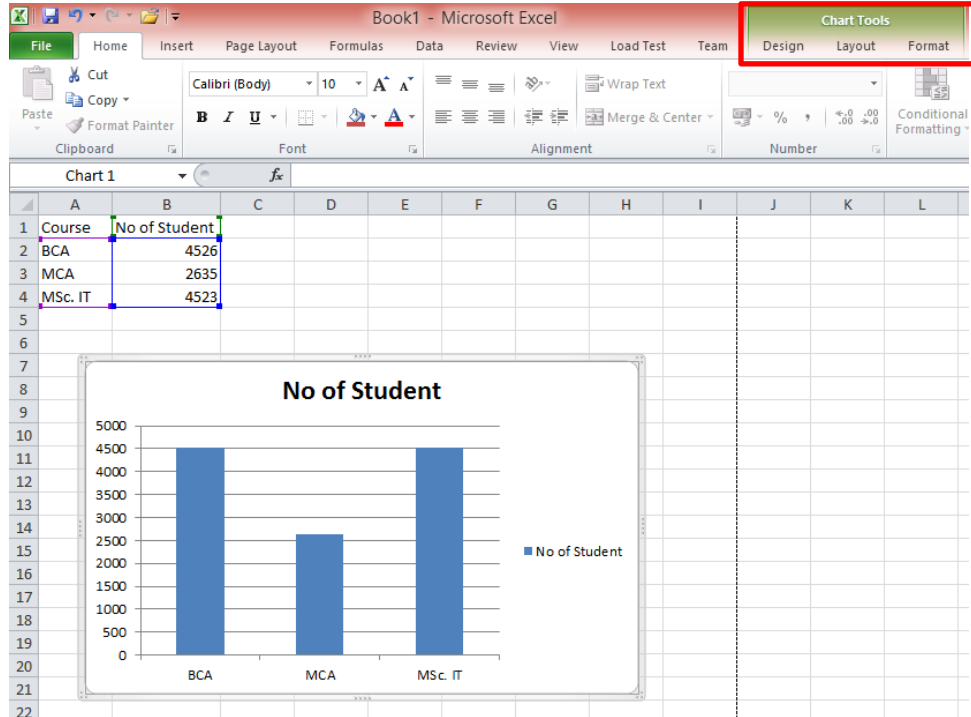 Book1 - Microsoft Excel
Chart Tools
File Home Insert Page Layout Formulas Data Review View Load Test Team Design Layout Format
Cut
Copy
Format Painter
Paste
Clipboard
Calibri (Body) 10 A A
B I U A
Font
Wrap Text
Merge & Center
Alignment
% , .0 .00 .00 .0
Number
Conditional
Formatting
Chart 1 fx
A B C D E F G H I J K L
1 Course No of Student
2 BCA 4526
3 MCA 2635
4 MSc. IT 4523
5
6
7
8
9
10
11
12
13
14
15
16
17
18
19
20
21
22
No of Student
5000
4500
4000
3500
3000
2500
2000
1500
1000
500
0
BCA MCA MSc. IT
No of Student